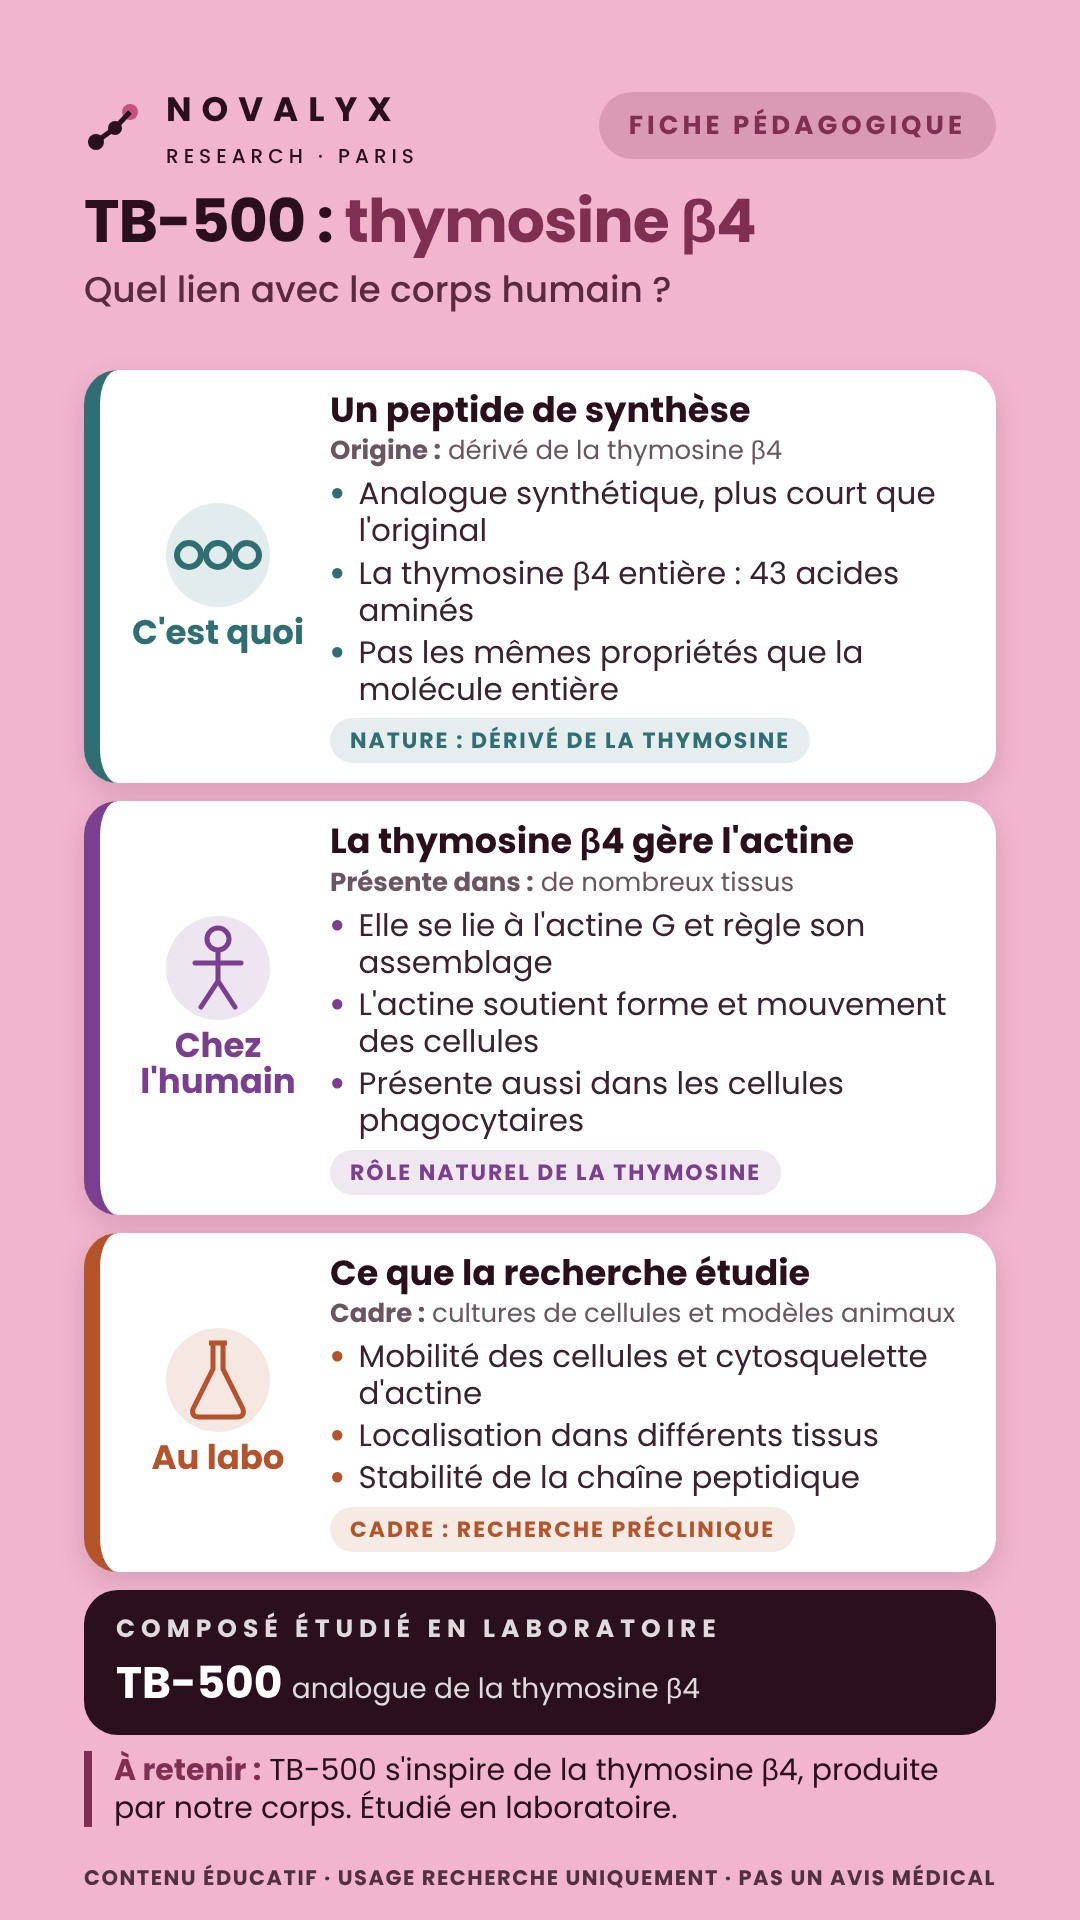 NOVALYX
RESEARCH · PARIS
FICHE PÉDAGOGIQUE
TB-500 : thymosine β4
Quel lien avec le corps humain ?
C'est quoi
Un peptide de synthèse
Origine : dérivé de la thymosine β4
• Analogue synthétique, plus court que
l'original
• La thymosine β4 entière : 43 acides
aminés
• Pas les mêmes propriétés que la
molécule entière
NATURE : DÉRIVÉ DE LA THYMOSINE
Chez
l'humain
La thymosine β4 gère l'actine
Présente dans : de nombreux tissus
• Elle se lie à l'actine G et règle son
assemblage
• L'actine soutient forme et mouvement
des cellules
• Présente aussi dans les cellules
phagocytaires
RÔLE NATUREL DE LA THYMOSINE
Au labo
Ce que la recherche étudie
Cadre : cultures de cellules et modèles animaux
• Mobilité des cellules et cytosquelette
d'actine
• Localisation dans différents tissus
• Stabilité de la chaîne peptidique
CADRE : RECHERCHE PRÉCLINIQUE
COMPOSÉ ÉTUDIÉ EN LABORATOIRE
TB-500 analogue de la thymosine β4
À retenir : TB-500 s'inspire de la thymosine β4, produite
par notre corps. Étudié en laboratoire.
CONTENU ÉDUCATIF · USAGE RECHERCHE UNIQUEMENT · PAS UN AVIS MÉDICAL